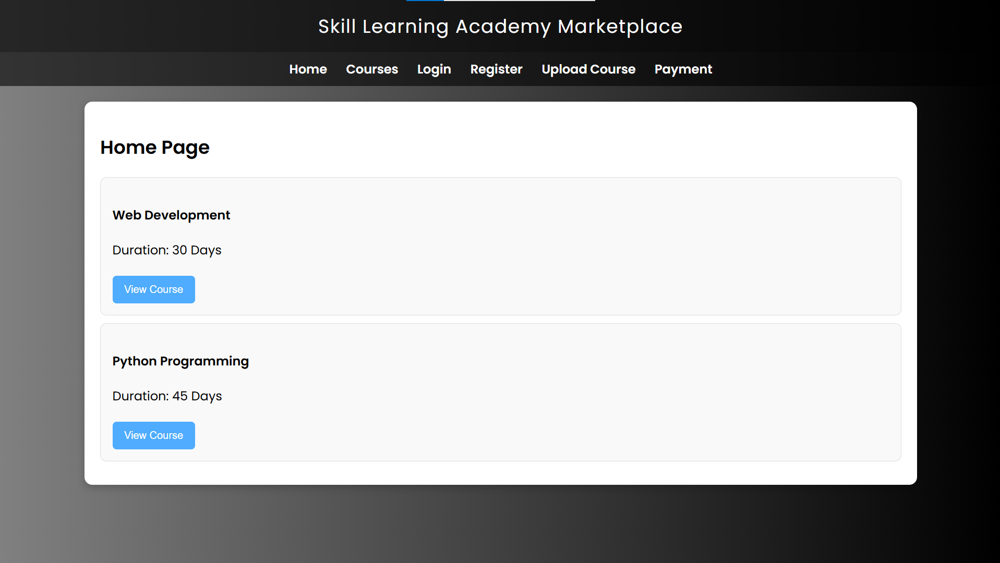 Skill Learning Academy Marketplace
Home Courses Login Register Upload Course Payment
Home Page
Web Development
Duration: 30 Days
View Course
Python Programming
Duration: 45 Days
View Course